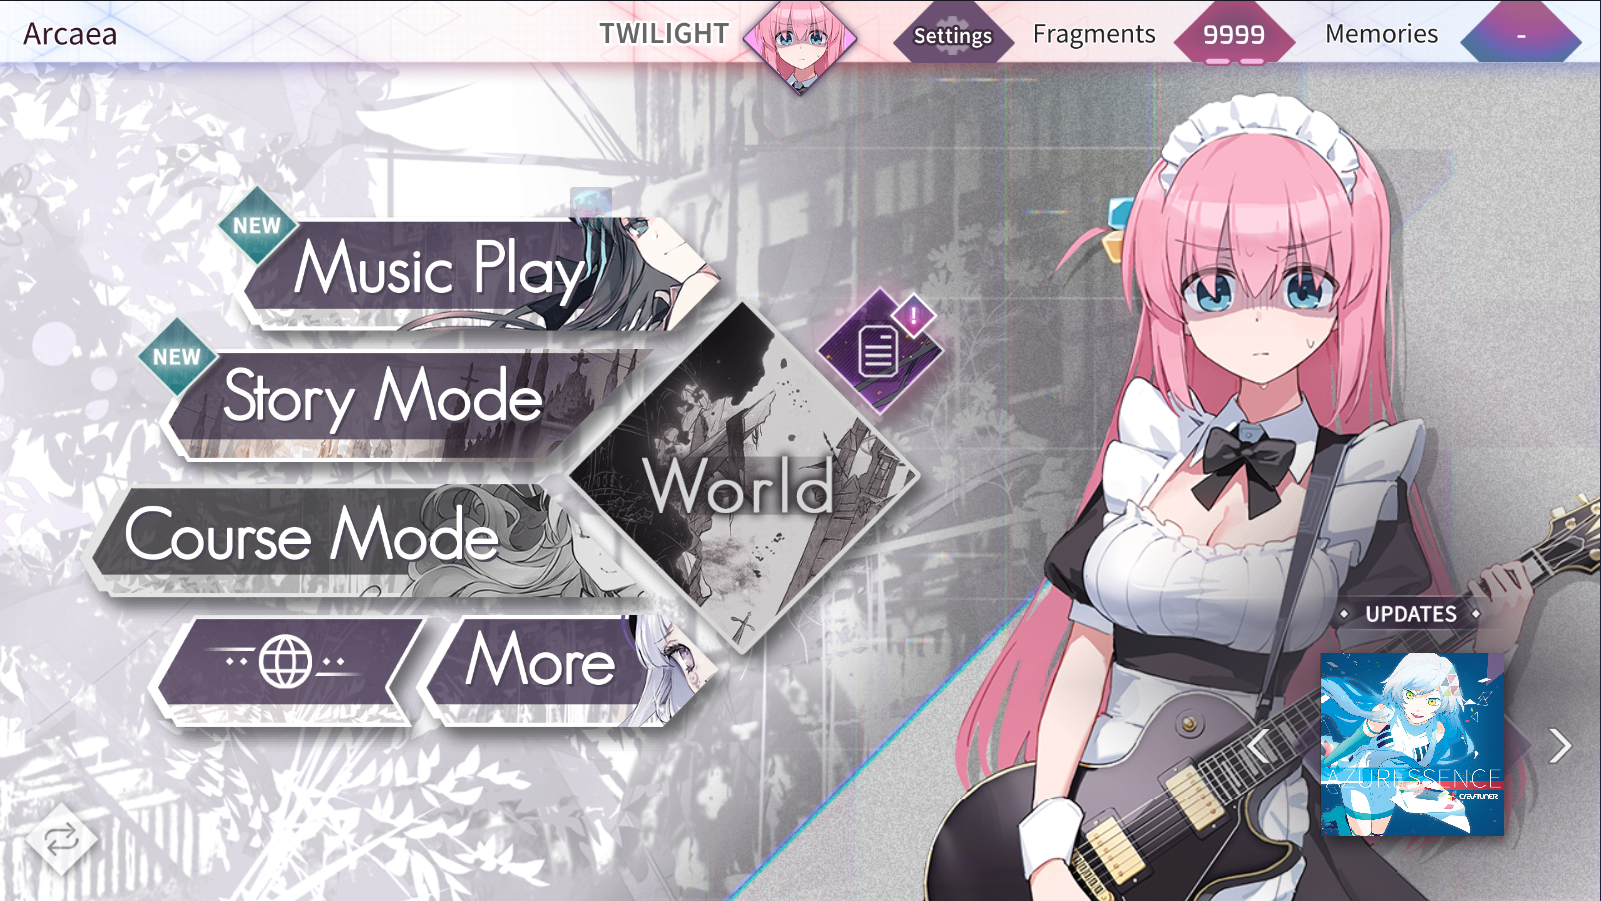 Arcaea
TWILIGHT
Settings
Fragments
9999
Memories
-
NEW
Music Play
NEW
Story Mode
World
!
Course Mode
More
UPDATES
AZURESSENCE